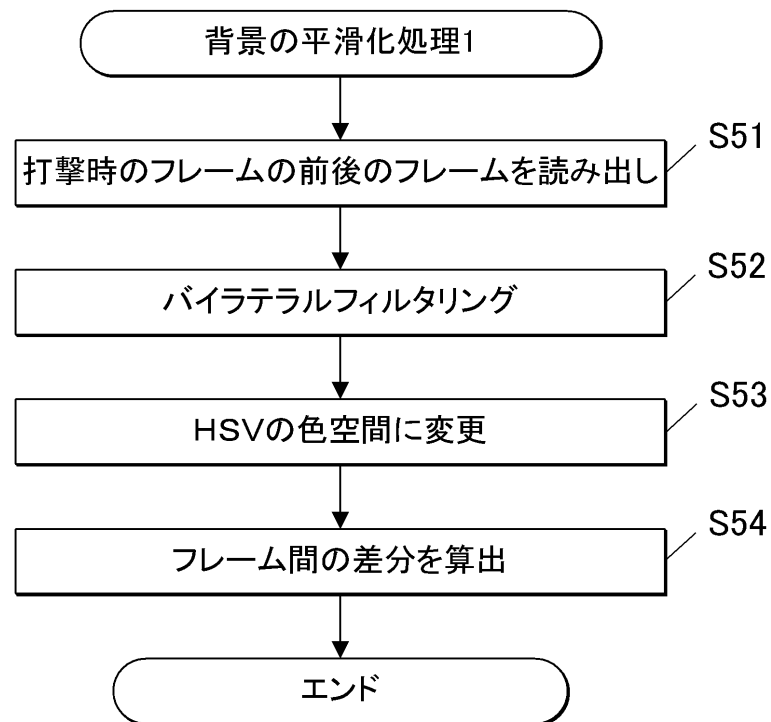 背景の平滑化処理1
S51
打撃時のフレームの前後のフレームを読み出し
S52
バイラテラルフィルタリング
S53
HSVの色空間に変更
S54
フレーム間の差分を算出
エンド